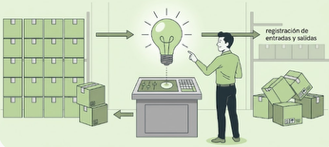 registración de
entradas y salidas